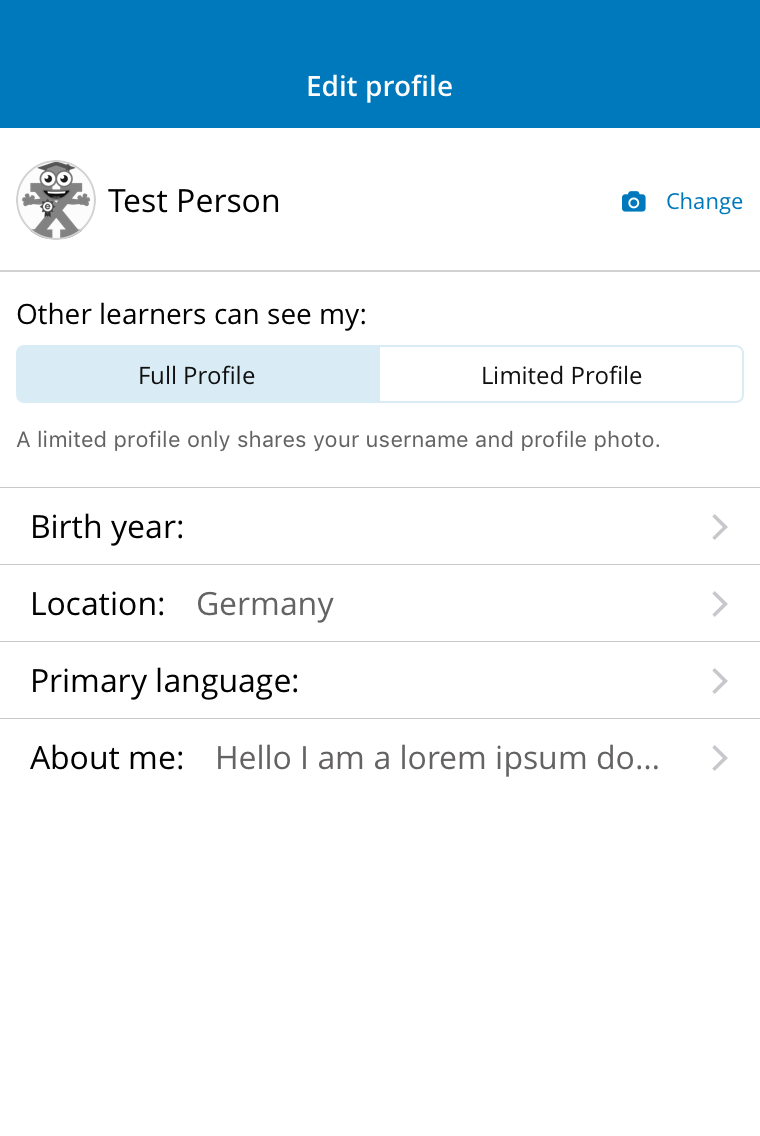 Edit profile
Test Person
Change
Other learners can see my:
Full Profile Limited Profile
A limited profile only shares your username and profile photo.
Birth year:
Location: Germany
Primary language:
About me: Hello I am a lorem ipsum do...